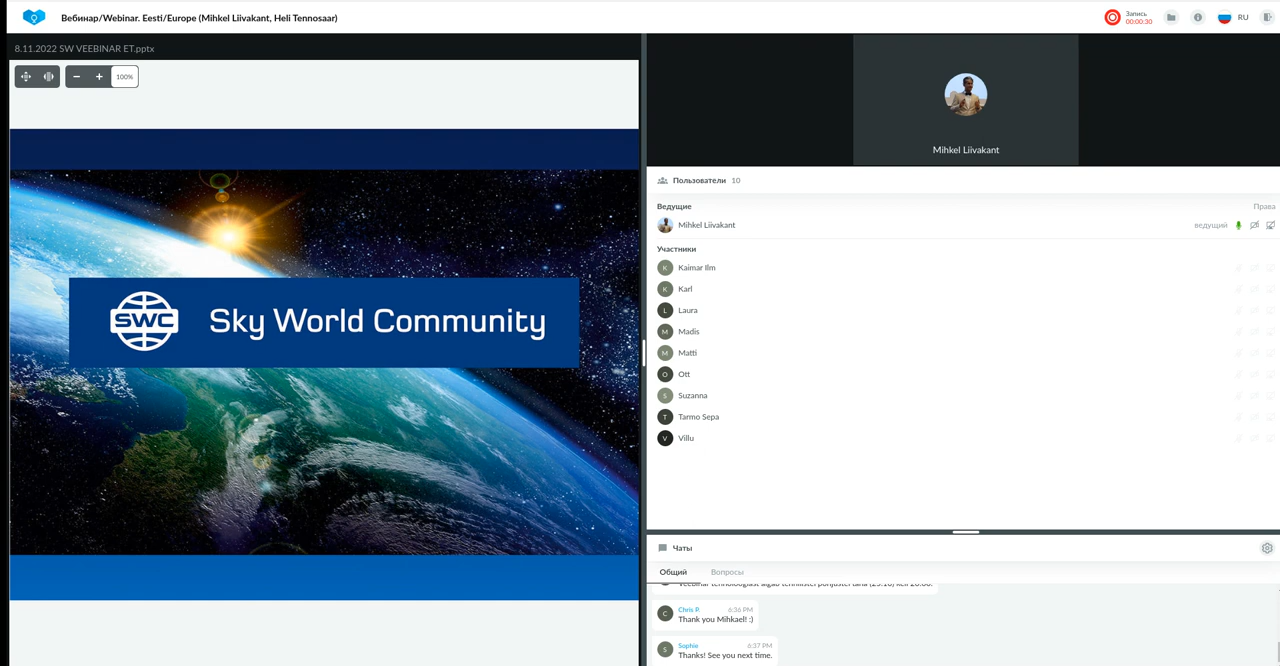 Вебинар/Webinar. Eesti/Europe (Mihkel Liivakant, Heli Tennosaar)
Запись
00:00:30
RU
8.11.2022 SW VEEBINAR ET.pptx
100%
SWC Sky World Community
Mihkel Liivakant
Пользователи 10
Ведущие Права
Mihkel Liivakant ведущий
Участники
K Kaimar Ilm
K Karl
L Laura
M Madis
M Matti
O Ott
S Suzanna
T Tarmo Sepa
V Villu
Чаты
Общий Вопросы
C Chris P. 6:36 PM
Thank you Mihkael! :)
S Sophie 6:37 PM
Thanks! See you next time.